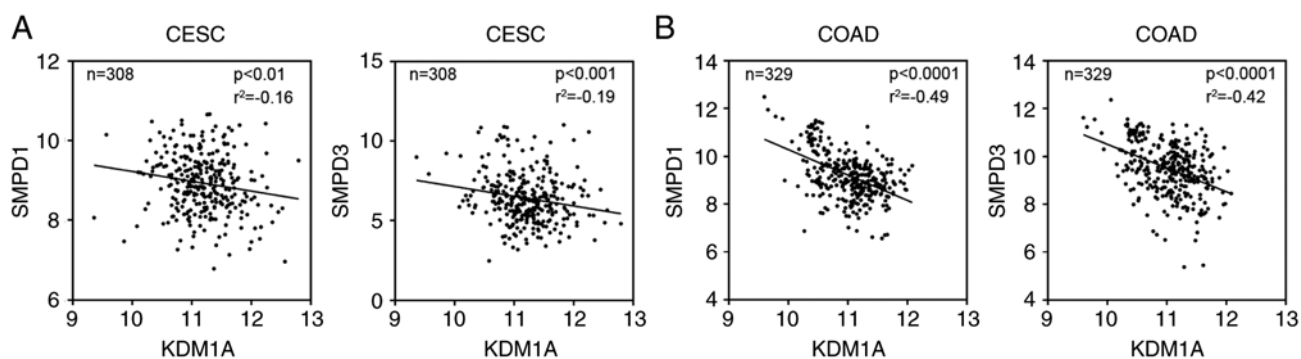 A
CESC
n=308
p<0.01
r²=-0.16
SMPD1
12
10
8
6
9 10 11 12 13
KDM1A
CESC
n=308
p<0.001
r²=-0.19
SMPD3
15
10
5
0
9 10 11 12 13
KDM1A
B
COAD
n=329
p<0.0001
r²=-0.49
SMPD1
14
12
10
8
6
4
9 10 11 12 13
KDM1A
COAD
n=329
p<0.0001
r²=-0.42
SMPD3
14
12
10
8
6
4
9 10 11 12 13
KDM1A